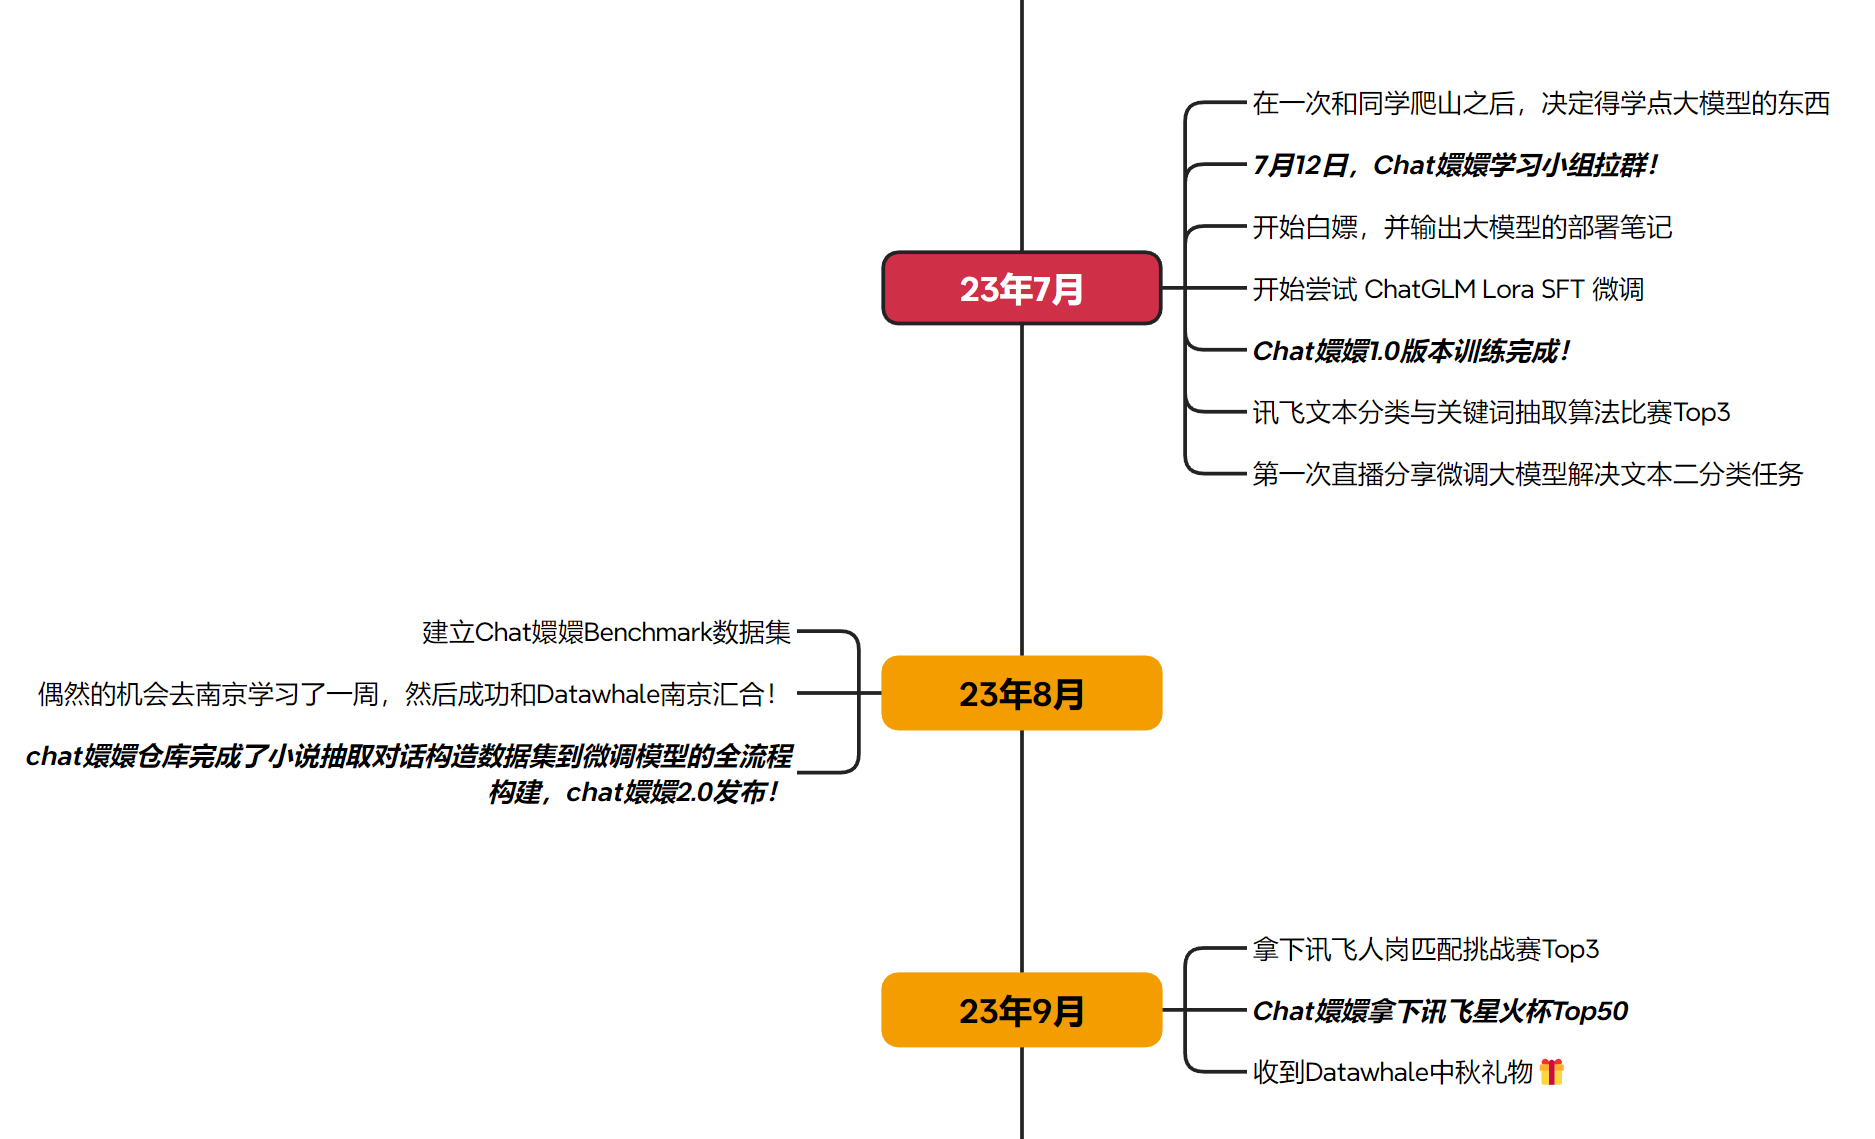 23年7月
在一次和同学爬山之后，决定得学点大模型的东西
7月12日，Chat嬛嬛学习小组拉群！
开始白嫖，并输出大模型的部署笔记
开始尝试 ChatGLM Lora SFT 微调
Chat嬛嬛1.0版本训练完成！
讯飞文本分类与关键词抽取算法比赛Top3
第一次直播分享微调大模型解决文本二分类任务
23年8月
建立Chat嬛嬛Benchmark数据集
偶然的机会去南京学习了一周，然后成功和Datawhale南京汇合！
chat嬛嬛仓库完成了小说抽取对话构造数据集到微调模型的全流程
构建，chat嬛嬛2.0发布！
23年9月
拿下讯飞人岗匹配挑战赛Top3
Chat嬛嬛拿下讯飞星火杯Top50
收到Datawhale中秋礼物🎁